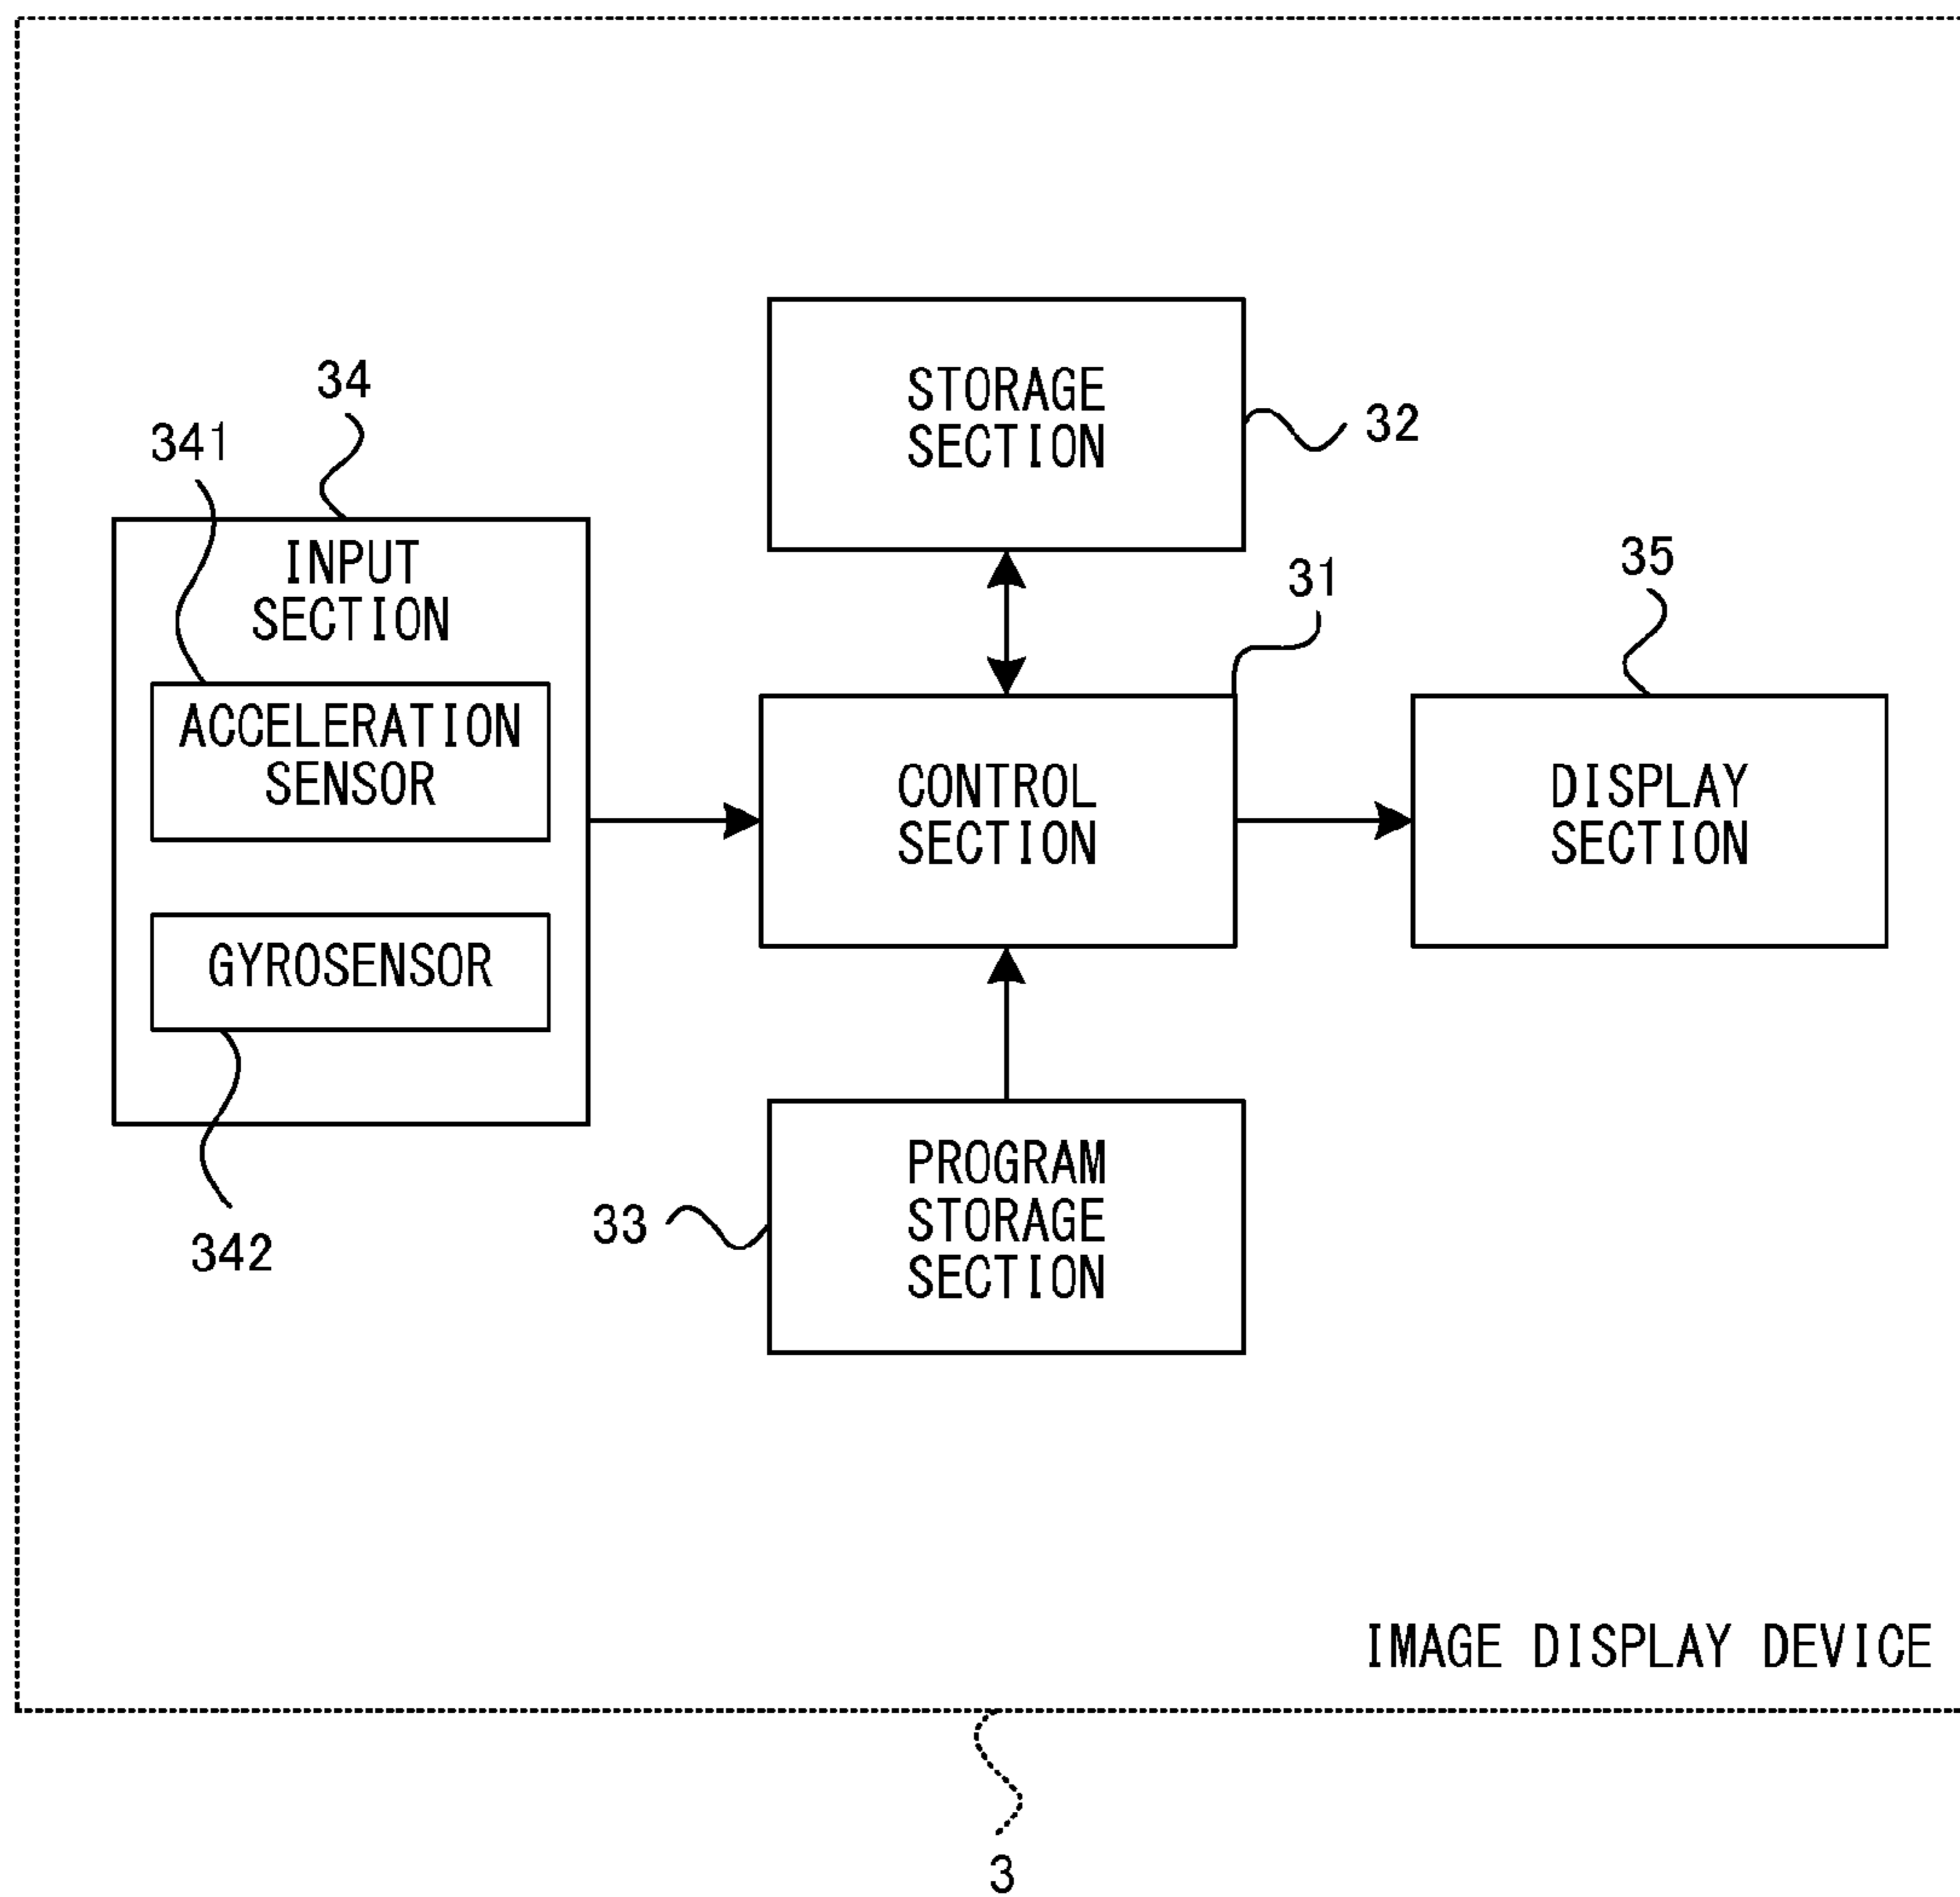 34
341
INPUT
SECTION
ACCELERATION
SENSOR
GYROSENSOR
342
STORAGE
SECTION
32
31
CONTROL
SECTION
35
DISPLAY
SECTION
33
PROGRAM
STORAGE
SECTION
IMAGE DISPLAY DEVICE
3